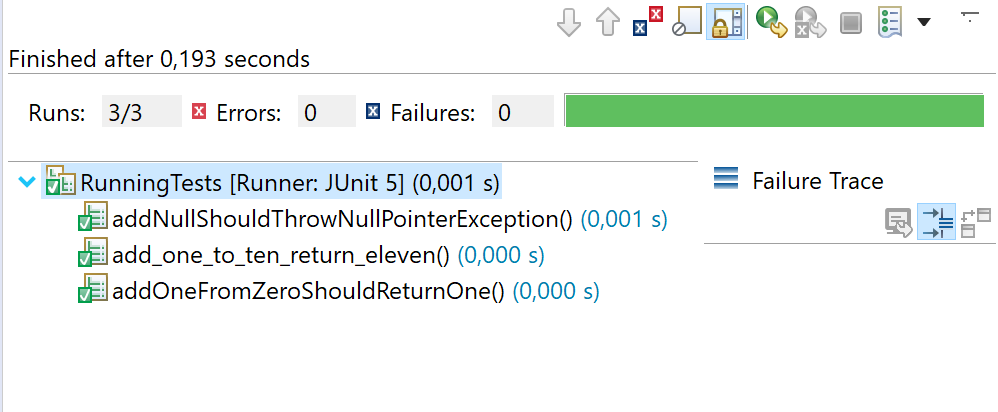 Finished after 0,193 seconds
Runs: 3/3 Errors: 0 Failures: 0
RunningTests [Runner: JUnit 5] (0,001 s)
Failure Trace
addNullShouldThrowNullPointerException() (0,001 s)
add_one_to_ten_return_eleven() (0,000 s)
addOneFromZeroShouldReturnOne() (0,000 s)